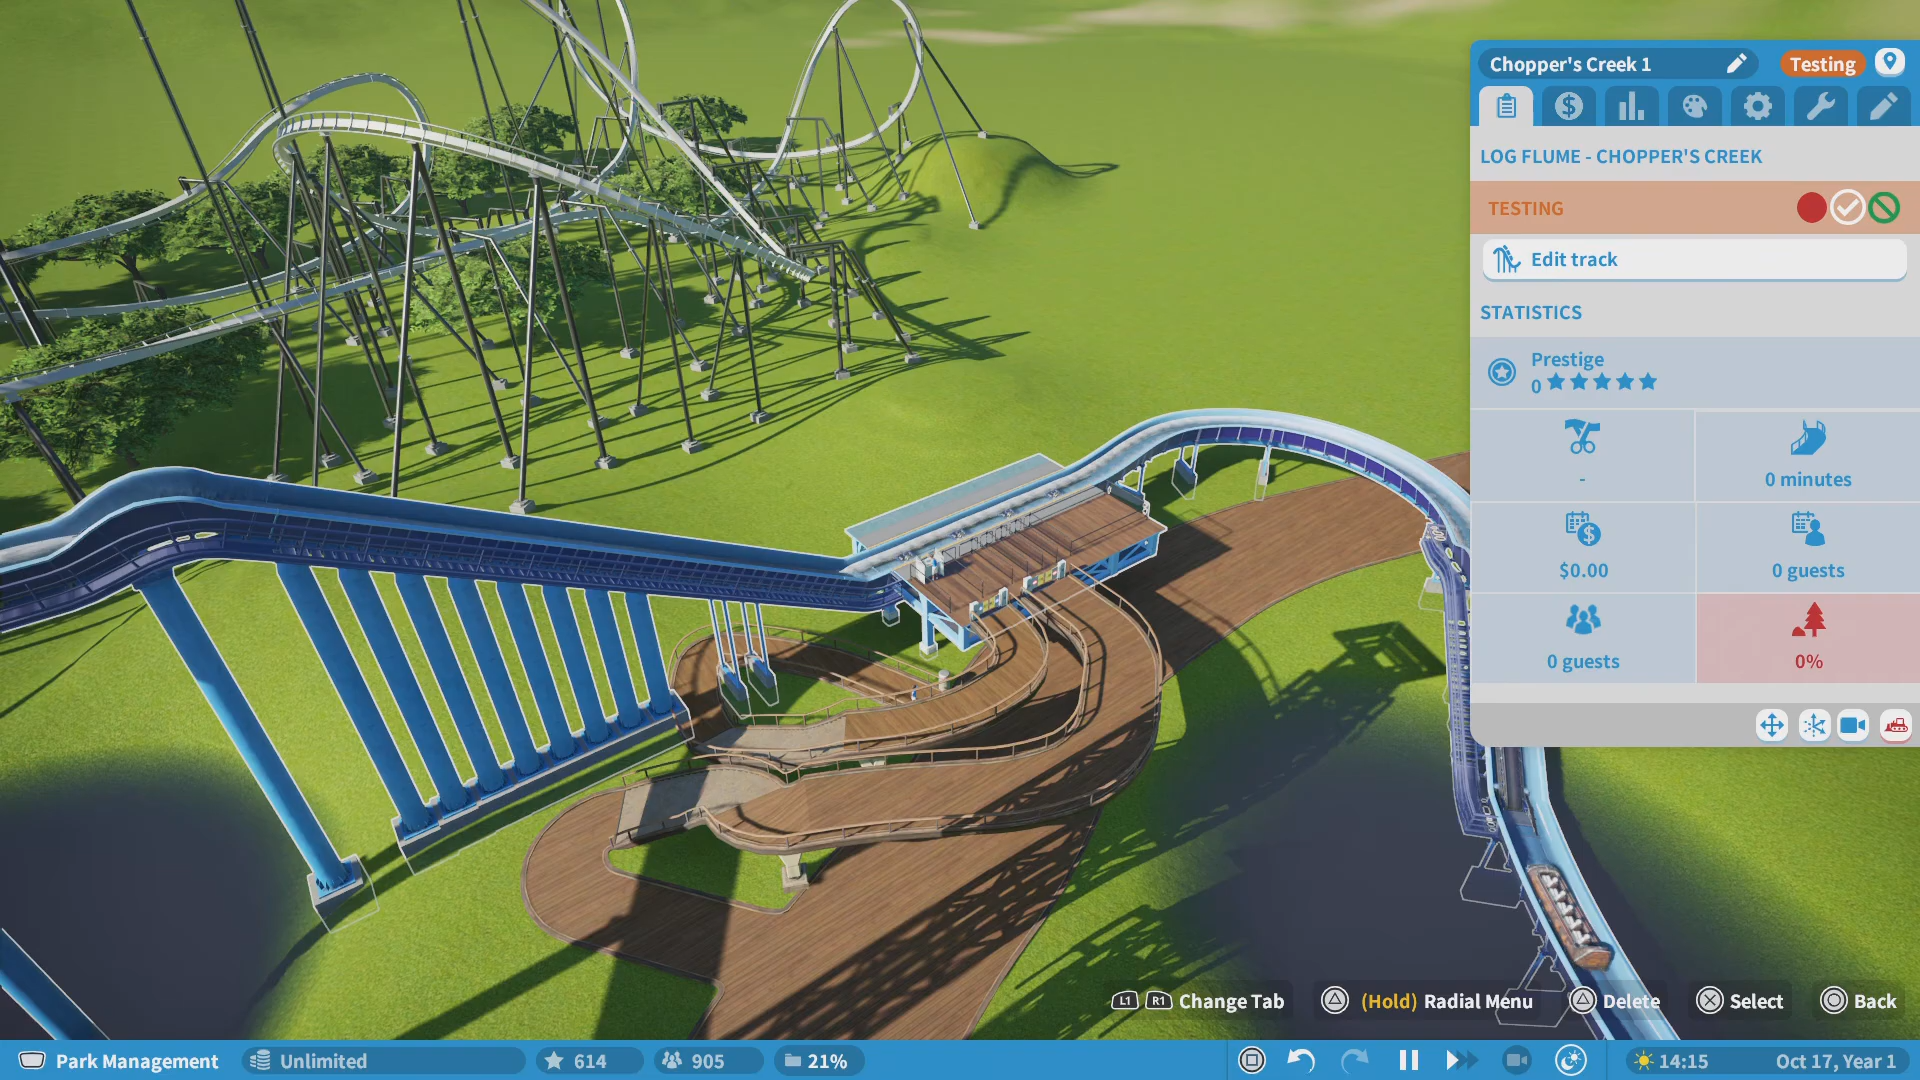 Chopper's Creek 1
Testing
LOG FLUME - CHOPPER'S CREEK
TESTING
Edit track
STATISTICS
Prestige
0
-
0 minutes
$0.00
0 guests
0 guests
0%
L1 R1 Change Tab
(Hold) Radial Menu
Delete
Select
Back
Park Management
Unlimited
614
905
21%
14:15
Oct 17, Year 1